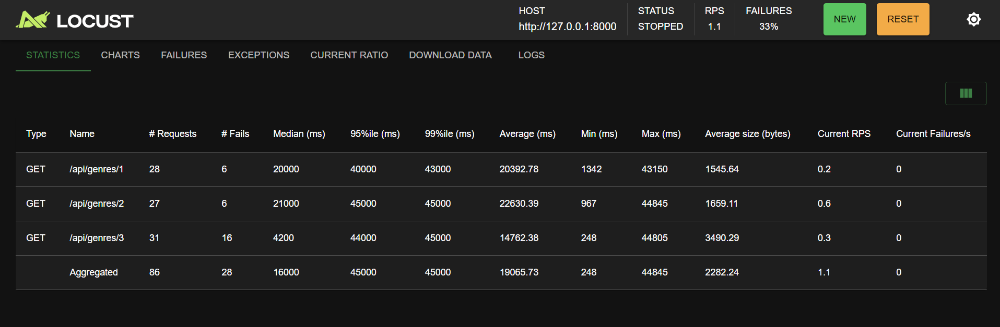 LOCUST
HOST
http://127.0.0.1:8000
STATUS
STOPPED
RPS
1.1
FAILURES
33%
NEW
RESET
STATISTICS CHARTS FAILURES EXCEPTIONS CURRENT RATIO DOWNLOAD DATA LOGS
Type Name # Requests # Fails Median (ms) 95%ile (ms) 99%ile (ms) Average (ms) Min (ms) Max (ms) Average size (bytes) Current RPS Current Failures/s
GET /api/genres/1 28 6 20000 40000 43000 20392.78 1342 43150 1545.64 0.2 0
GET /api/genres/2 27 6 21000 45000 45000 22630.39 967 44845 1659.11 0.6 0
GET /api/genres/3 31 16 4200 44000 45000 14762.38 248 44805 3490.29 0.3 0
Aggregated 86 28 16000 45000 45000 19065.73 248 44845 2282.24 1.1 0